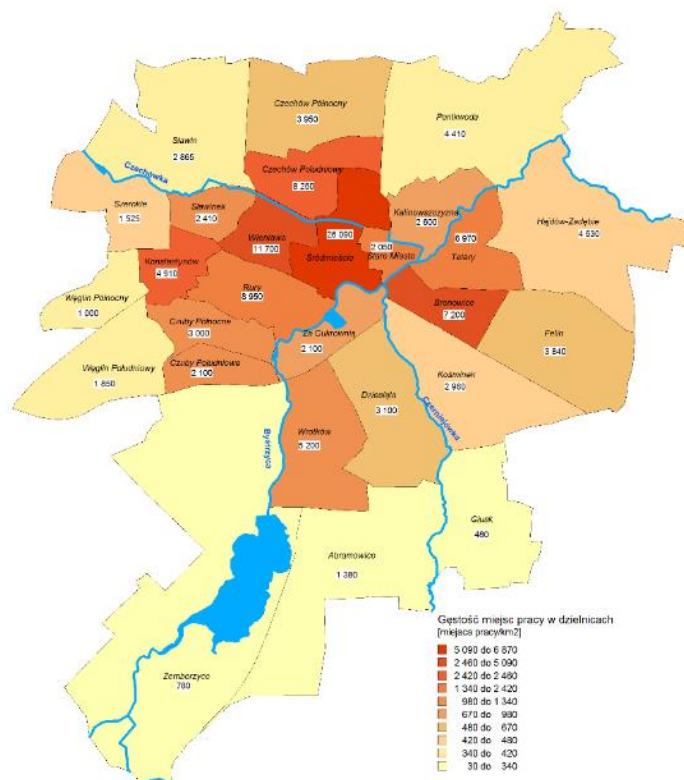 Czechów Północny
3 950
Ponikwoda
4 410
Sławin
2 865
Czechówka
Czechów Południowy
8 260
Szerokie
1 525
Sławinek
2 410
Kalinowszczyzna
2 600
Hajdów-Zadębie
4 630
Wieniawa
11 700
26 090
2 050
Stare Miasto
6 970
Tatary
Śródmieście
Konstantynów
4 910
Rury
8 950
Bronowice
7 200
Węglin Północny
1 000
Czuby Północne
3 000
Za Cukrownią
2 100
Felin
3 840
Węglin Południowy
1 850
Czuby Południowe
2 100
Kośminek
2 980
Dziesiąta
3 100
Czerniejówka
Wrotków
5 200
Bystrzyca
Głusk
480
Abramowice
1 380
Zemborzyce
780
Gęstość miejsc pracy w dzielnicach
[miejsca pracy/km2]
5 090 do 6 870
2 460 do 5 090
2 420 do 2 460
1 340 do 2 420
980 do 1 340
670 do 980
480 do 670
420 do 480
340 do 420
30 do 340